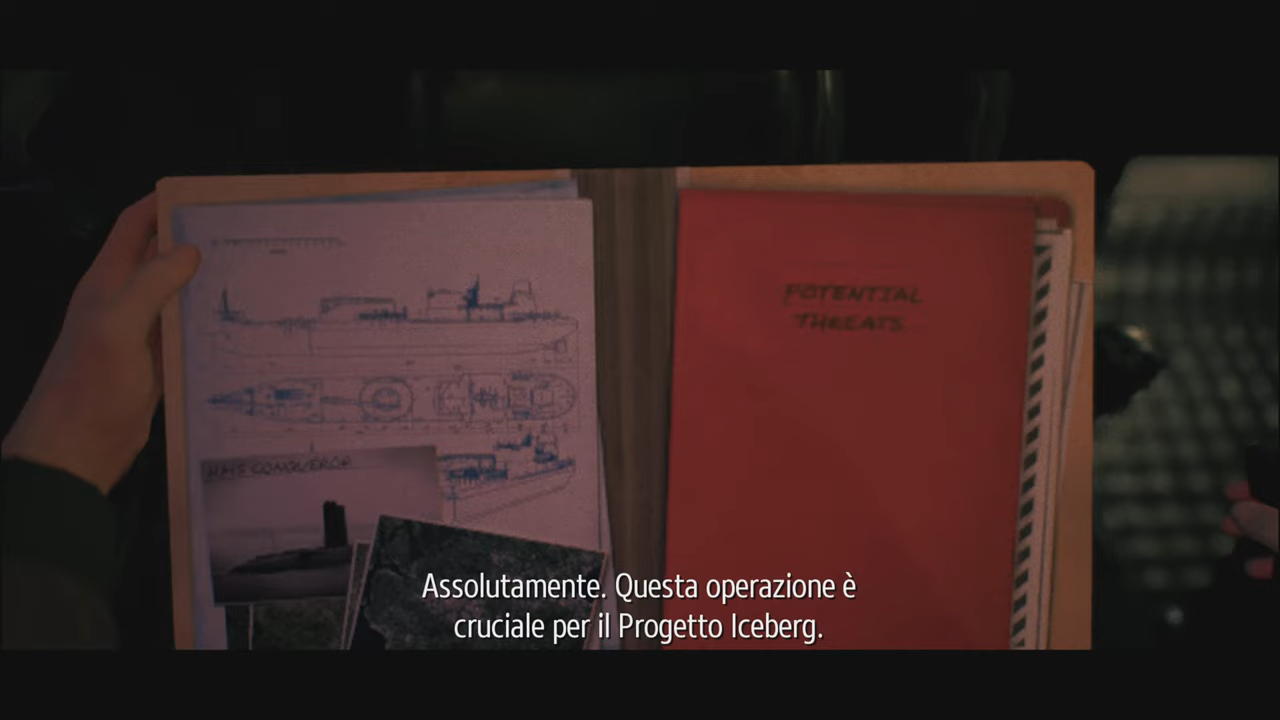 POTENTIAL
THREATS
HMS CONQUEROR
Assolutamente. Questa operazione è
cruciale per il Progetto Iceberg.